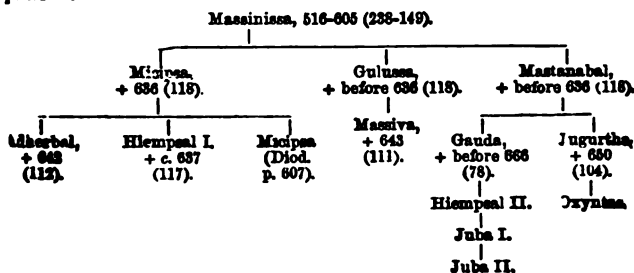 Massinissa, 516-605 (238-149).
Micipsa, Gulussa, Mastanabal,
+ 636 (118). + before 636 (118). + before 636 (118).
Adherbal, Hiempsal I. Micipsa Massiva, Gauda, Jugurtha,
+ 642 + c. 637 (Diod. + 643 + before 666 + 650
(112). (117). p. 607). (111). (78). (104).
Hiempsal II. Oxyntas.
Juba I.
Juba II.